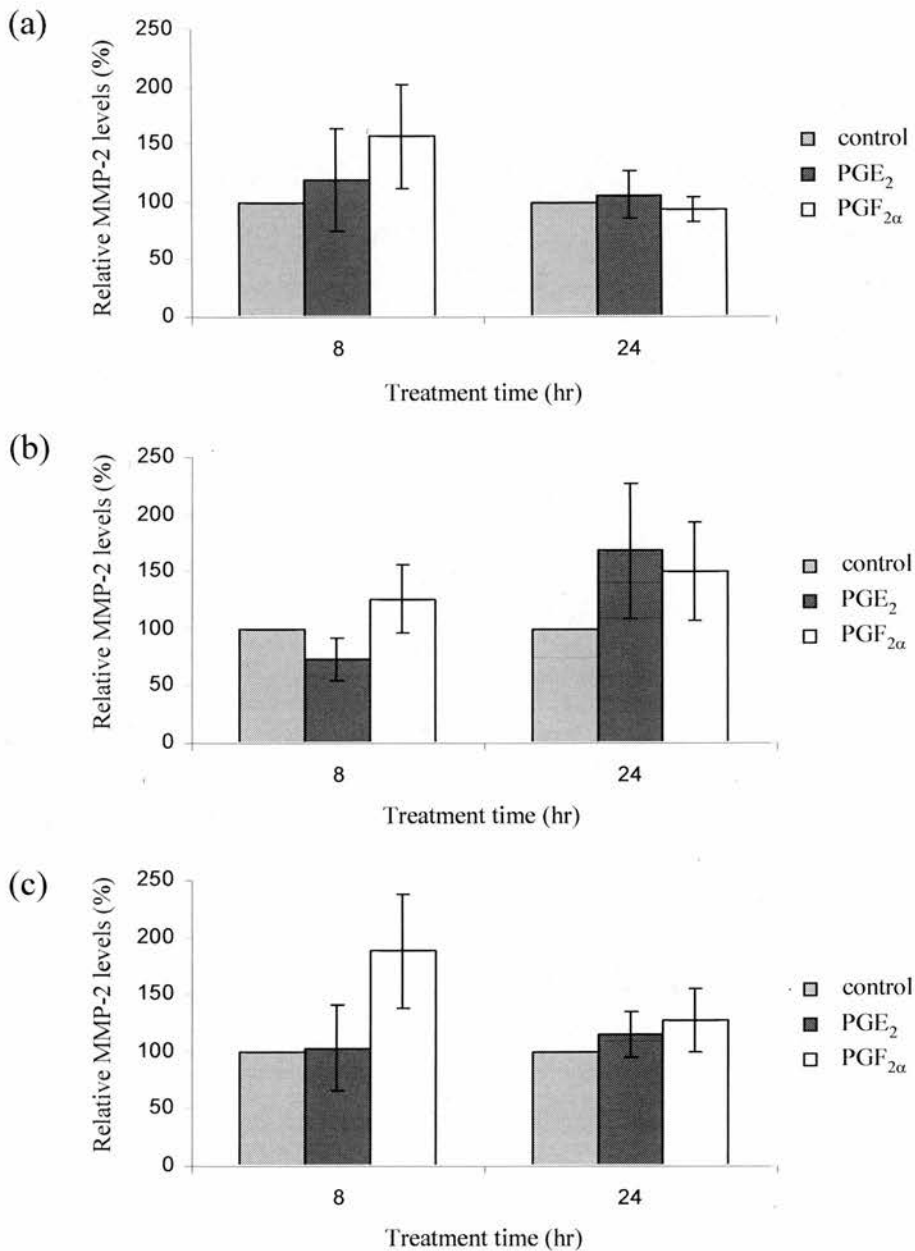 (a)
Relative MMP-2 levels (%)
250
200
150
100
50
0
8
24
Treatment time (hr)
control
PGE₂
PGF₂α
(b)
Relative MMP-2 levels (%)
250
200
150
100
50
0
8
24
Treatment time (hr)
control
PGE₂
PGF₂α
(c)
Relative MMP-2 levels (%)
250
200
150
100
50
0
8
24
Treatment time (hr)
control
PGE₂
PGF₂α